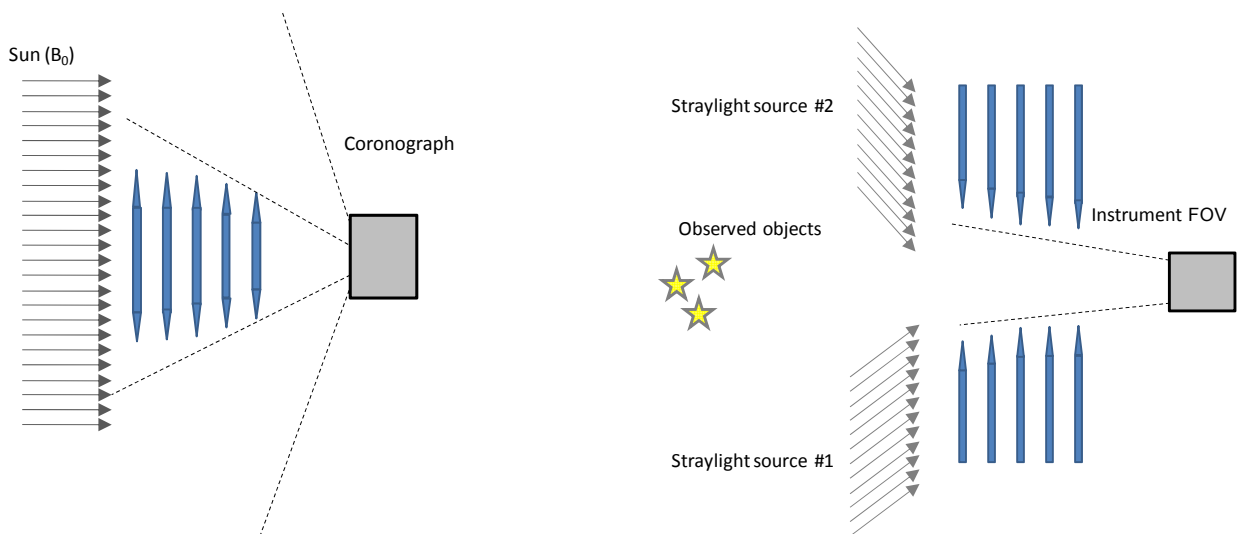 Sun (B₀)
Coronograph
Straylight source #2
Observed objects
Instrument FOV
Straylight source #1